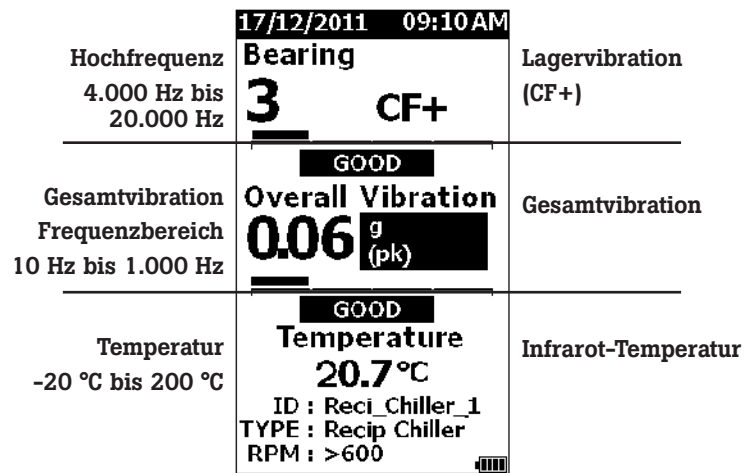 17/12/2011 09:10 AM
Hochfrequenz
4.000 Hz bis
20.000 Hz
Bearing
3 CF+
Lagervibration
(CF+)
GOOD
Gesamtvibration
Frequenzbereich
10 Hz bis 1.000 Hz
Overall Vibration
0.06 g
(pk)
Gesamtvibration
GOOD
Temperatur
-20 °C bis 200 °C
Temperature
20.7 °C
Infrarot-Temperatur
ID : Reci_Chiller_1
TYPE : Recip Chiller
RPM : >600